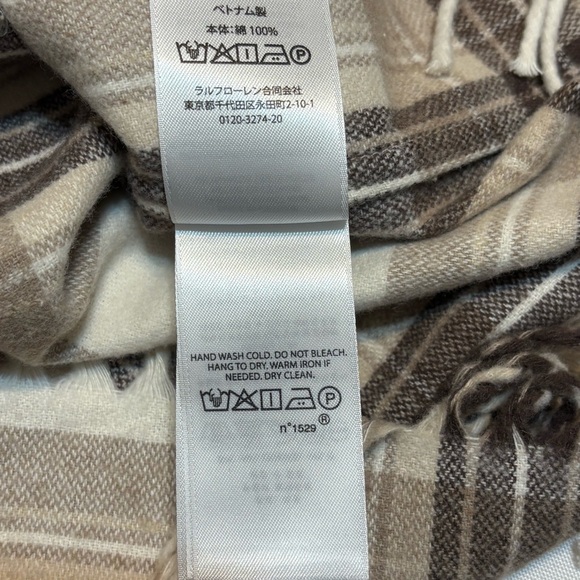 ベトナム製
本体: 綿 100%
P
ラルフローレン合同会社
東京都千代田区永田町2-10-1
0120-3274-20
HAND WASH COLD. DO NOT BLEACH.
HANG TO DRY. WARM IRON IF
NEEDED. DRY CLEAN.
P
®
n°1529